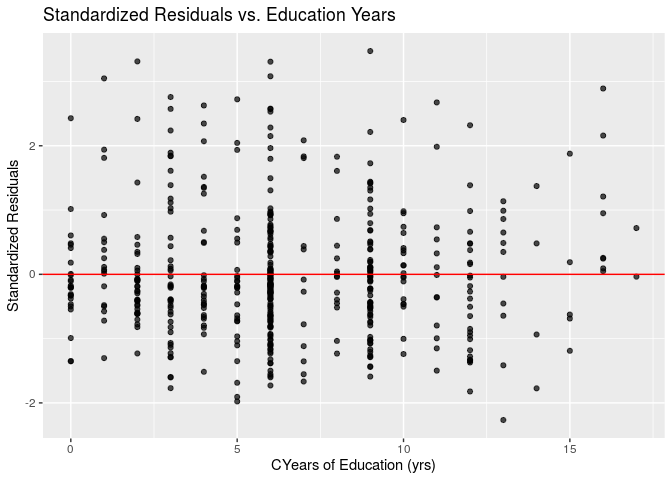 Standardized Residuals vs. Education Years
Standardized Residuals
2
0
-2
0
5
10
15
CYears of Education (yrs)